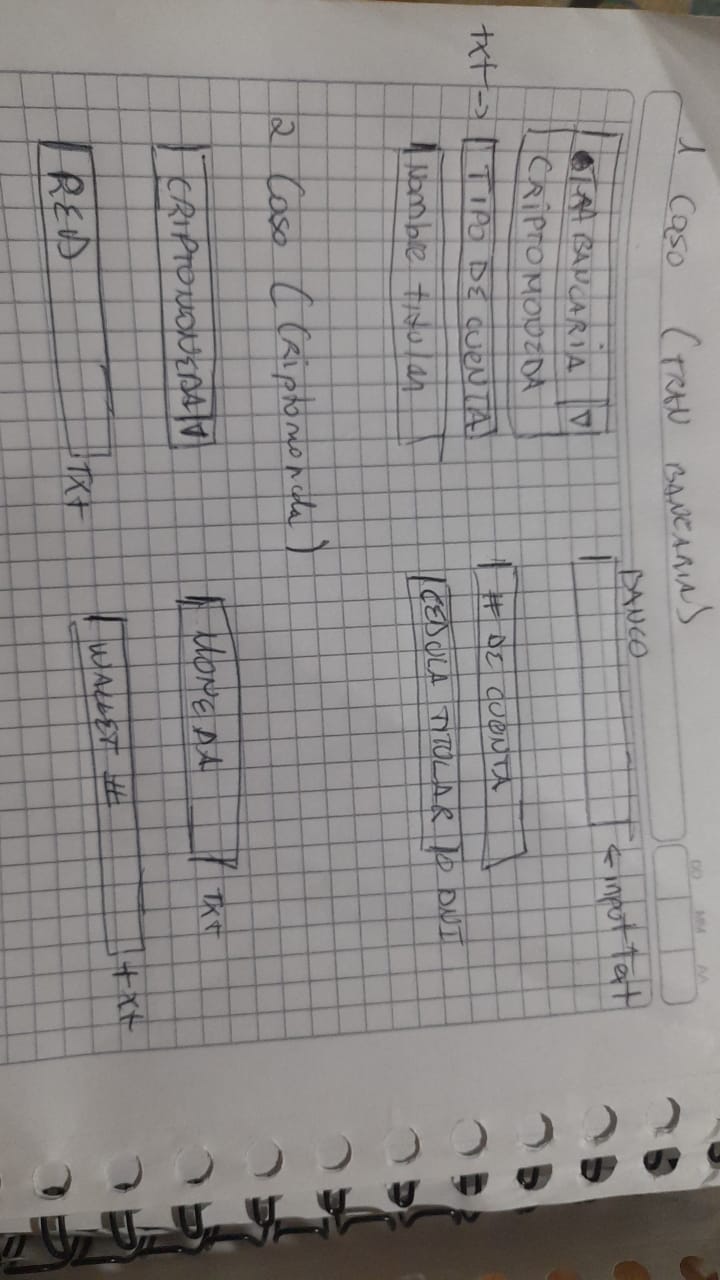 1 Caso (TRAN BANCARIA)
DD MM AA
BANCO
TRA BANCARIA
← input text
CRIPTOMONEDA
txt → TIPO DE CUENTA
# DE CUENTA
Nombre titular
CEDULA TITULAR O DNI
2 Caso (Criptomoneda)
CRIPTOMONEDA
MONEDA txt
RED txt
WALLET # txt